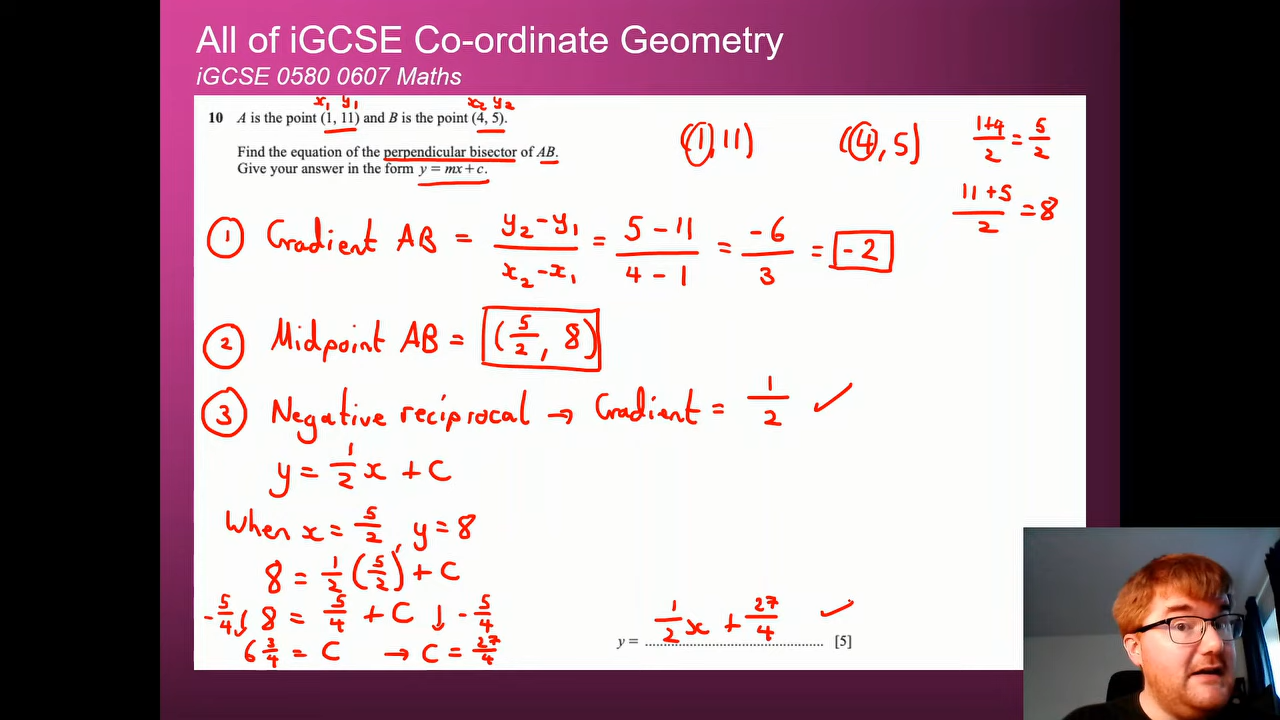 All of iGCSE Co-ordinate Geometry
iGCSE 0580 0607 Maths
x₁ y₁ x₂ y₂
10 A is the point (1, 11) and B is the point (4, 5).
Find the equation of the perpendicular bisector of AB.
Give your answer in the form y = mx + c.
(1, 11) (4, 5)
1+4/2 = 5/2
11+5/2 = 8
① Gradient AB = y₂-y₁/x₂-x₁ = 5-11/4-1 = -6/3 = -2
② Midpoint AB = (5/2, 8)
③ Negative reciprocal → Gradient = 1/2 ✓
y = 1/2 x + C
When x = 5/2, y = 8
8 = 1/2 (5/2) + C
-5/4 ↓ 8 = 5/4 + C ↓ -5/4
6 3/4 = C → C = 27/4
y = 1/2 x + 27/4 ✓ [5]